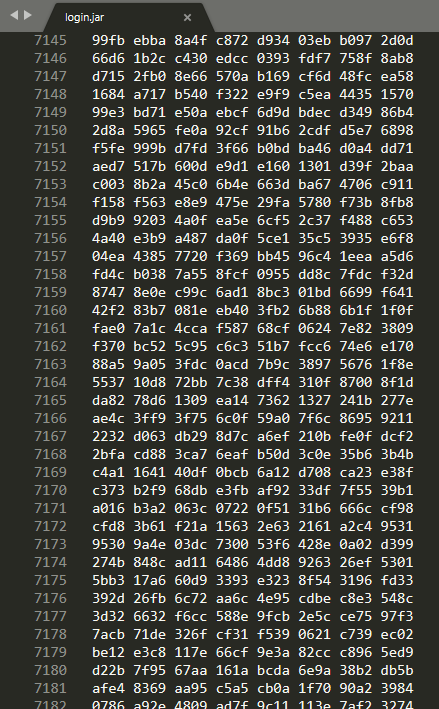 login.jar
7145 99fb ebba 8a4f c872 d934 03eb b097 2d0d
7146 66d6 1b2c c430 edcc 0393 fdf7 758f 8ab8
7147 d715 2fb0 8e66 570a b169 cf6d 48fc ea58
7148 1684 a717 b540 f322 e9f9 c5ea 4435 1570
7149 99e3 bd71 e50a ebcf 6d9d bdec d349 86b4
7150 2d8a 5965 fe0a 92cf 91b6 2cdf d5e7 6898
7151 f5fe 999b d7fd 3f66 b0bd ba46 d0a4 dd71
7152 aed7 517b 600d e9d1 e160 1301 d39f 2baa
7153 c003 8b2a 45c0 6b4e 663d ba67 4706 c911
7154 f158 f563 e8e9 475e 29fa 5780 f73b 8fb8
7155 d9b9 9203 4a0f ea5e 6cf5 2c37 f488 c653
7156 4a40 e3b9 a487 da0f 5ce1 35c5 3935 e6f8
7157 04ea 4385 7720 f369 bb45 96c4 1eea a5d6
7158 fd4c b038 7a55 8fcf 0955 dd8c 7fdc f32d
7159 8747 8e0e c99c 6ad1 8bc3 01bd 6699 f641
7160 42f2 83b7 081e eb40 3fb2 6b88 6b1f 1f0f
7161 fae0 7a1c 4cca f587 68cf 0624 7e82 3809
7162 f370 bc52 5c95 c6c3 51b7 fcc6 74e6 e170
7163 88a5 9a05 3fdc 0acd 7b9c 3897 5676 1f8e
7164 5537 10d8 72bb 7c38 dff4 310f 8700 8f1d
7165 da82 78d6 1309 ea14 7362 1327 241b 277e
7166 ae4c 3ff9 3f75 6c0f 59a0 7f6c 8695 9211
7167 2232 d063 db29 8d7c a6ef 210b fe0f dcf2
7168 2bfa cd88 3ca7 6eaf b50d 3c0e 35b6 3b4b
7169 c4a1 1641 40df 0bcb 6a12 d708 ca23 e38f
7170 c373 b2f9 68db e3fb af92 33df 7f55 39b1
7171 a016 b3a2 063c 0722 0f51 31b6 666c cf98
7172 cfd8 3b61 f21a 1563 2e63 2161 a2c4 9531
7173 9530 9a4e 03dc 7300 53f6 428e 0a02 d399
7174 274b 848c ad11 6486 4dd8 9263 26ef 5301
7175 5bb3 17a6 60d9 3393 e323 8f54 3196 fd33
7176 392d 26fb 6c72 aa6c 4e95 cdbe c8e3 548c
7177 3d32 6632 f6cc 588e 9fcb 2e5c ce75 97f3
7178 7acb 71de 326f cf31 f539 0621 c739 ec02
7179 be12 e3c8 117e 66cf 9e3a 82cc c896 5ed9
7180 d22b 7f95 67aa 161a bcda 6e9a 38b2 db5b
7181 afe4 8369 aa95 c5a5 cb0a 1f70 90a2 3984
7182 0786 a92e 4809 ad7f 9c11 113e 7af2 3274